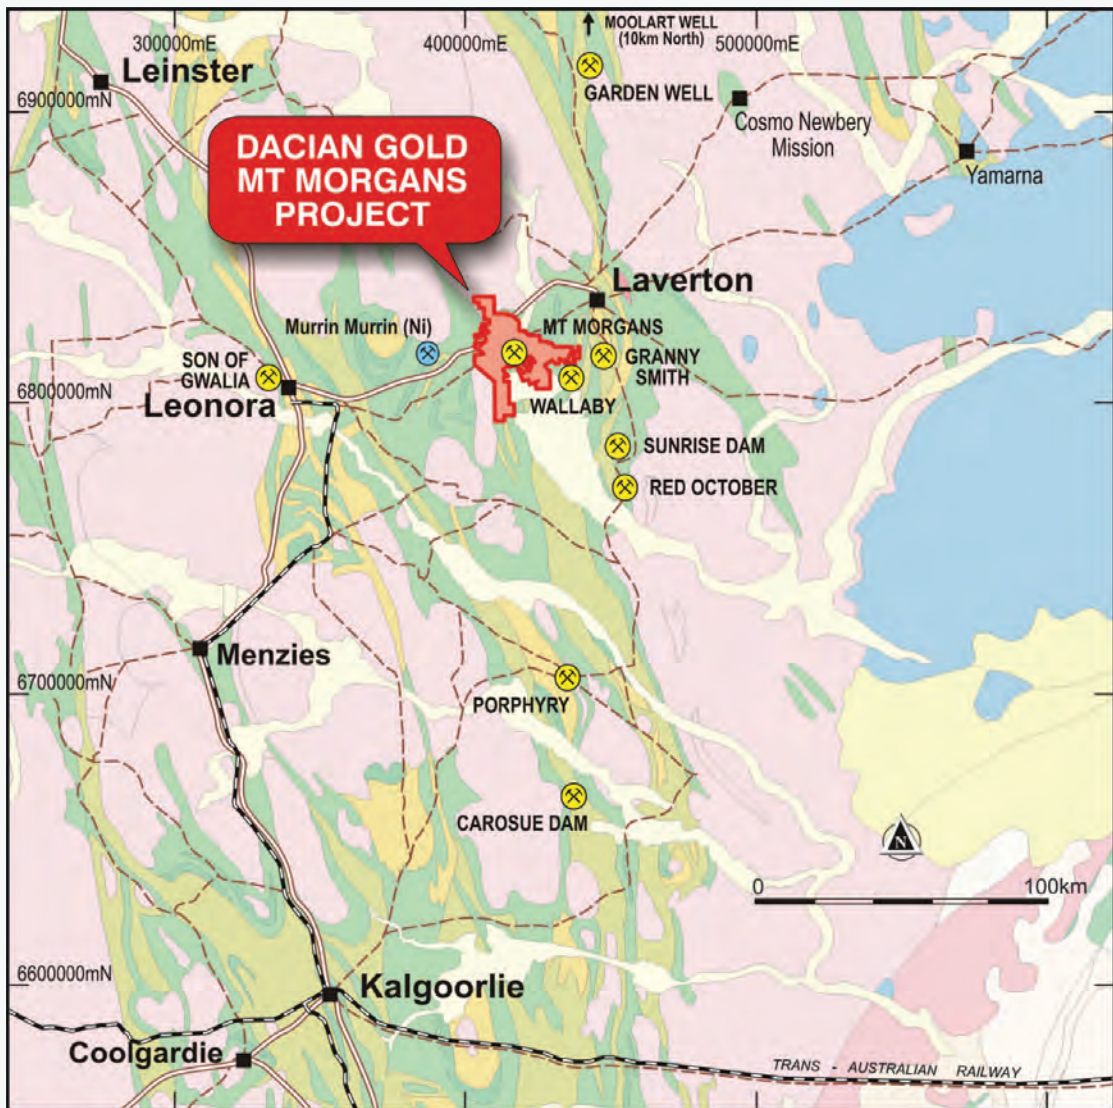 300000mE
400000mE
MOOLART WELL
(10km North)
500000mE
Leinster
GARDEN WELL
6900000mN
Cosmo Newbery
Mission
Yamarna
DACIAN GOLD
MT MORGANS
PROJECT
Laverton
Murrin Murrin (Ni)
MT MORGANS
SON OF
GWALIA
GRANNY
SMITH
6800000mN
Leonora
WALLABY
SUNRISE DAM
RED OCTOBER
Menzies
6700000mN
PORPHYRY
CAROSUE DAM
N
0
100km
6600000mN
Kalgoorlie
Coolgardie
TRANS - AUSTRALIAN RAILWAY